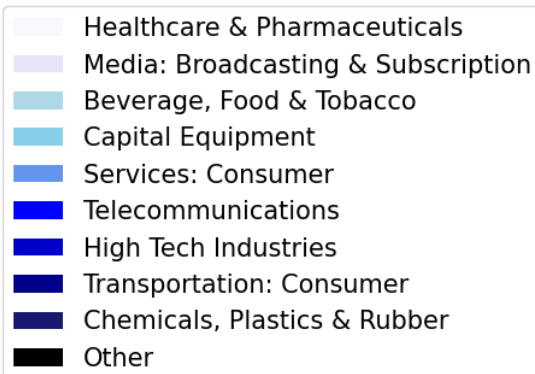 Healthcare & Pharmaceuticals
Media: Broadcasting & Subscription
Beverage, Food & Tobacco
Capital Equipment
Services: Consumer
Telecommunications
High Tech Industries
Transportation: Consumer
Chemicals, Plastics & Rubber
Other